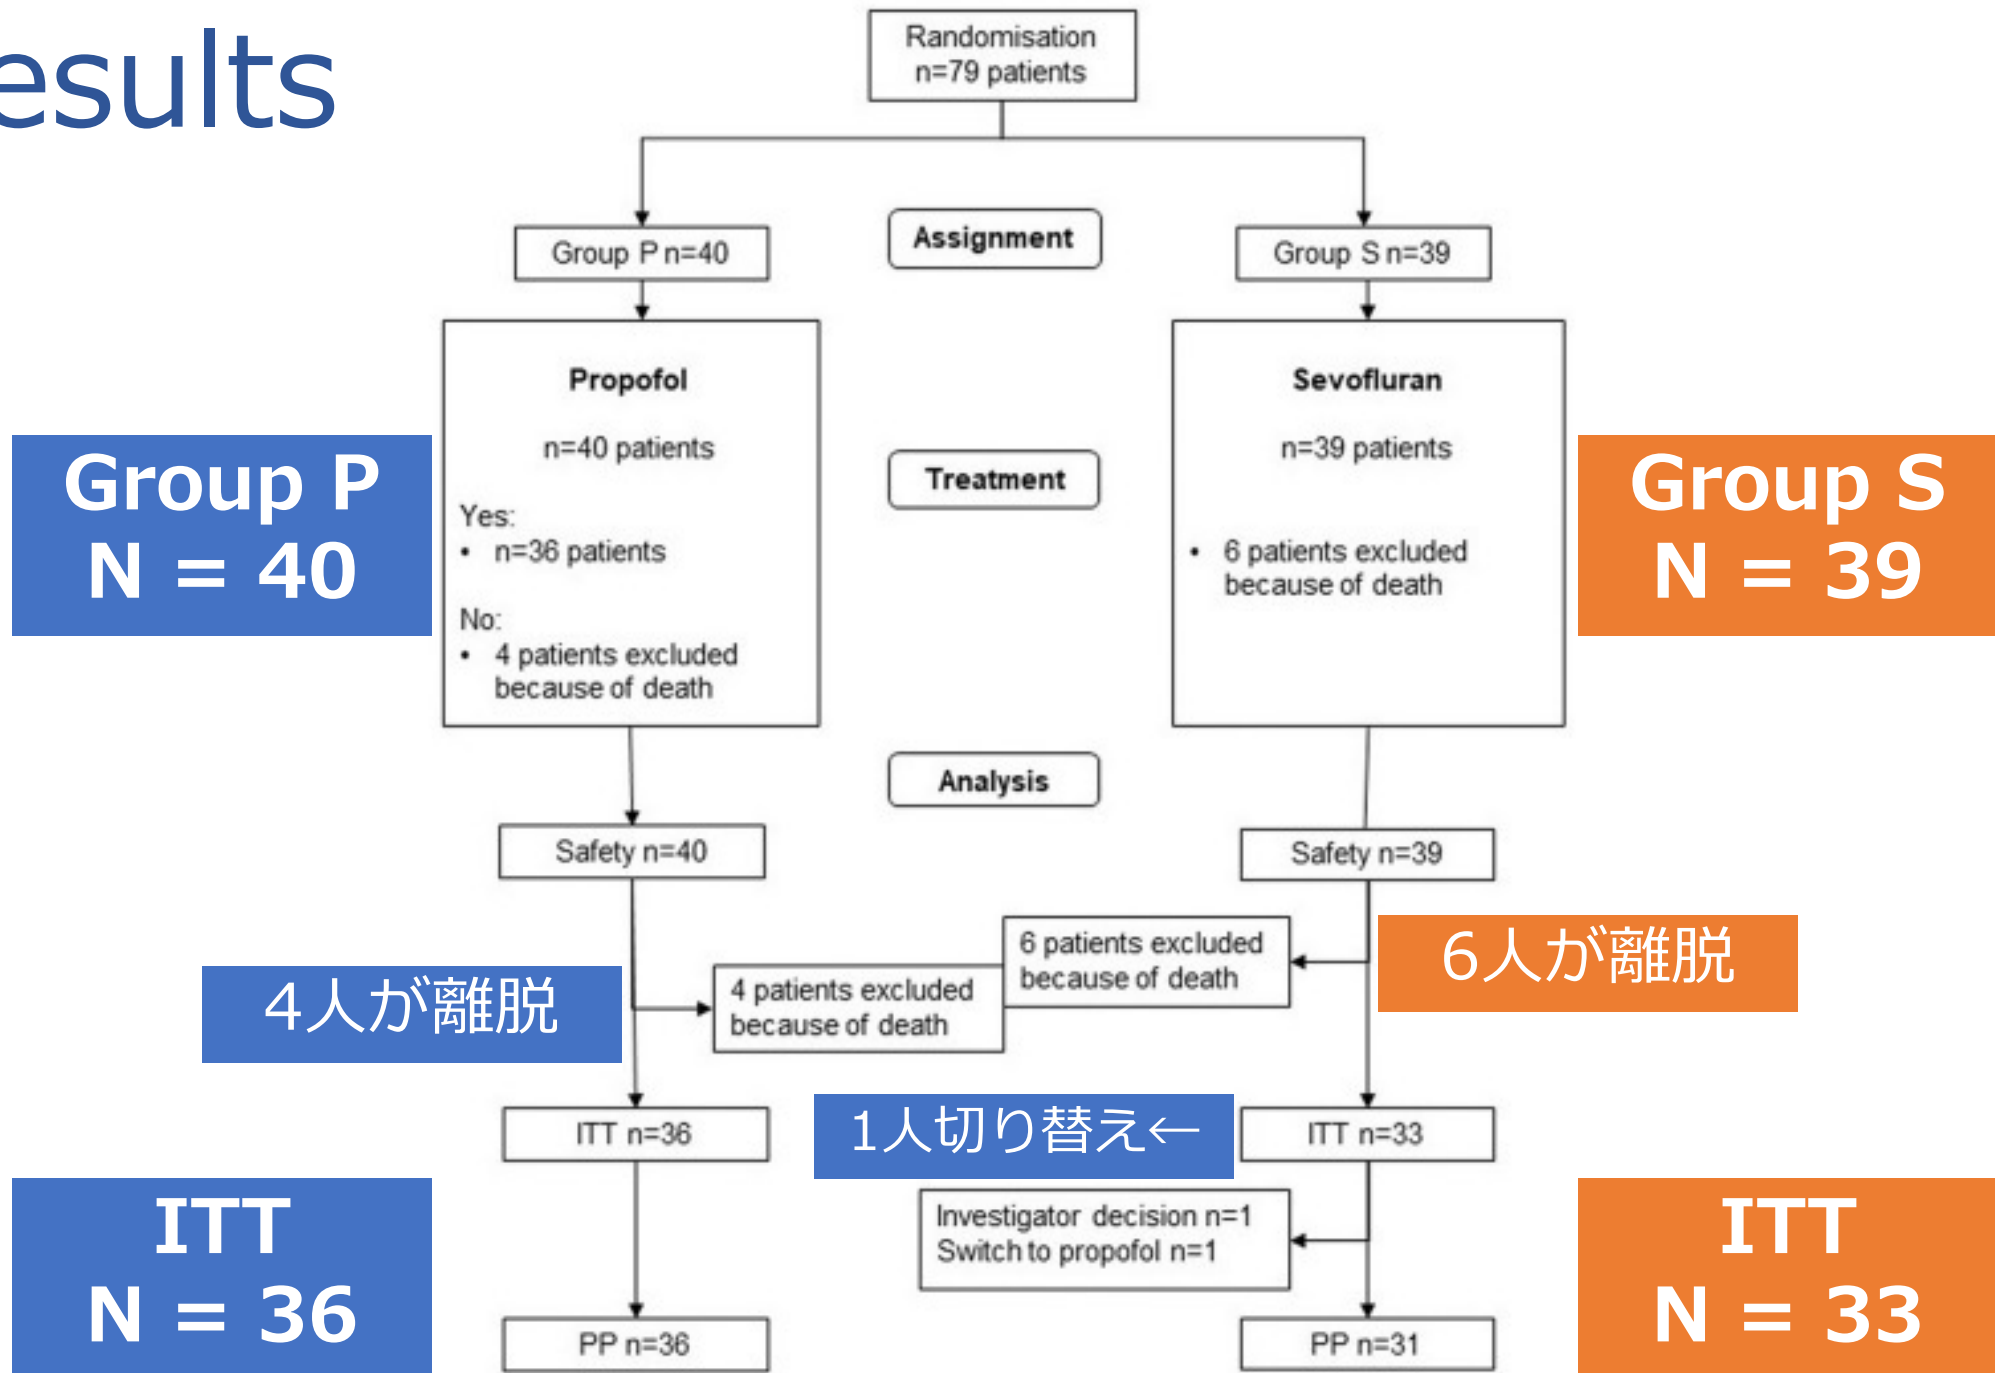 esults
Randomisation
n=79 patients
Group P n=40
Assignment
Group S n=39
Propofol
n=40 patients
Yes:
• n=36 patients
No:
• 4 patients excluded
because of death
Treatment
Sevofluran
n=39 patients
• 6 patients excluded
because of death
Group P
N = 40
Group S
N = 39
Analysis
Safety n=40
Safety n=39
6 patients excluded
because of death
6人が離脱
4人が離脱
4 patients excluded
because of death
ITT n=36
1人切り替え←
ITT n=33
Investigator decision n=1
Switch to propofol n=1
ITT
N = 36
ITT
N = 33
PP n=36
PP n=31